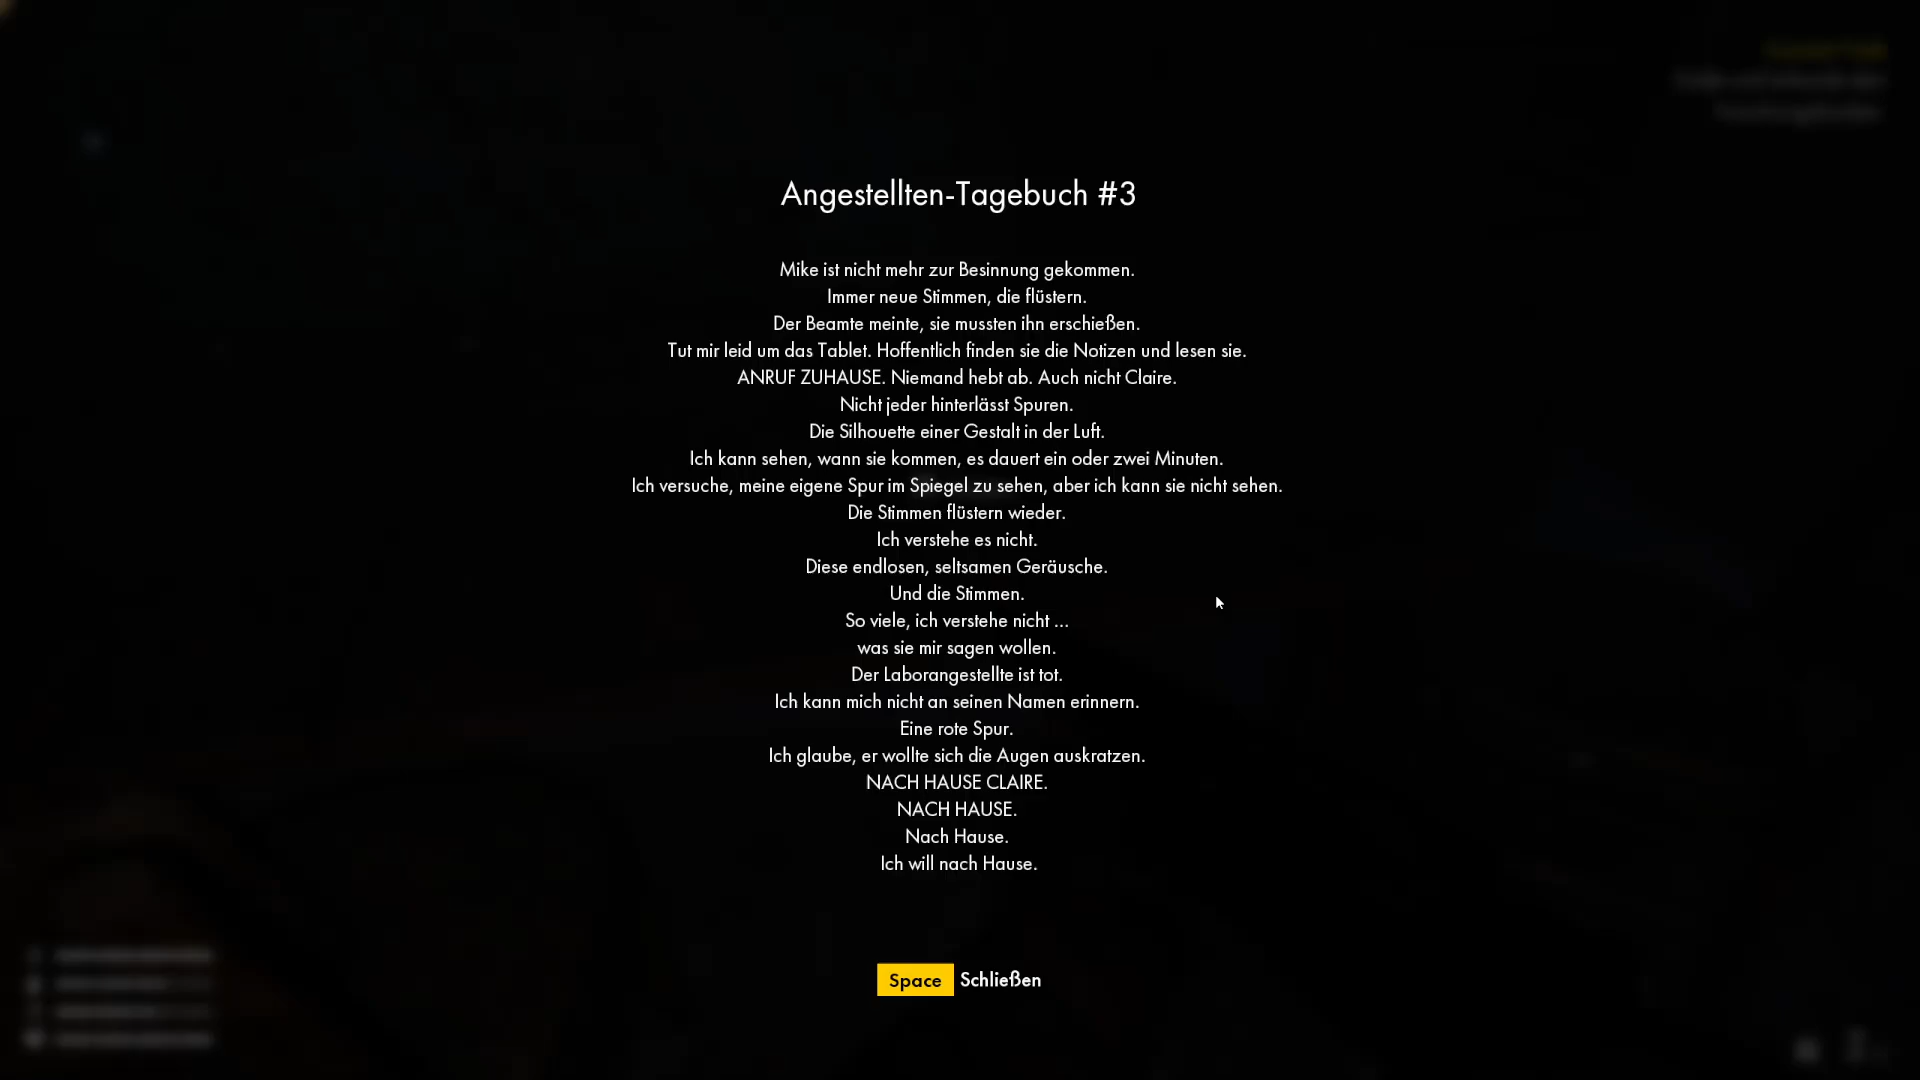 Angestellten-Tagebuch #3
Mike ist nicht mehr zur Besinnung gekommen.
Immer neue Stimmen, die flüstern.
Der Beamte meinte, sie mussten ihn erschießen.
Tut mir leid um das Tablet. Hoffentlich finden sie die Notizen und lesen sie.
ANRUF ZUHAUSE. Niemand hebt ab. Auch nicht Claire.
Nicht jeder hinterlässt Spuren.
Die Silhouette einer Gestalt in der Luft.
Ich kann sehen, wann sie kommen, es dauert ein oder zwei Minuten.
Ich versuche, meine eigene Spur im Spiegel zu sehen, aber ich kann sie nicht sehen.
Die Stimmen flüstern wieder.
Ich verstehe es nicht.
Diese endlosen, seltsamen Geräusche.
Und die Stimmen.
So viele, ich verstehe nicht ...
was sie mir sagen wollen.
Der Laborangestellte ist tot.
Ich kann mich nicht an seinen Namen erinnern.
Eine rote Spur.
Ich glaube, er wollte sich die Augen auskratzen.
NACH HAUSE CLAIRE.
NACH HAUSE.
Nach Hause.
Ich will nach Hause.
Space Schließen